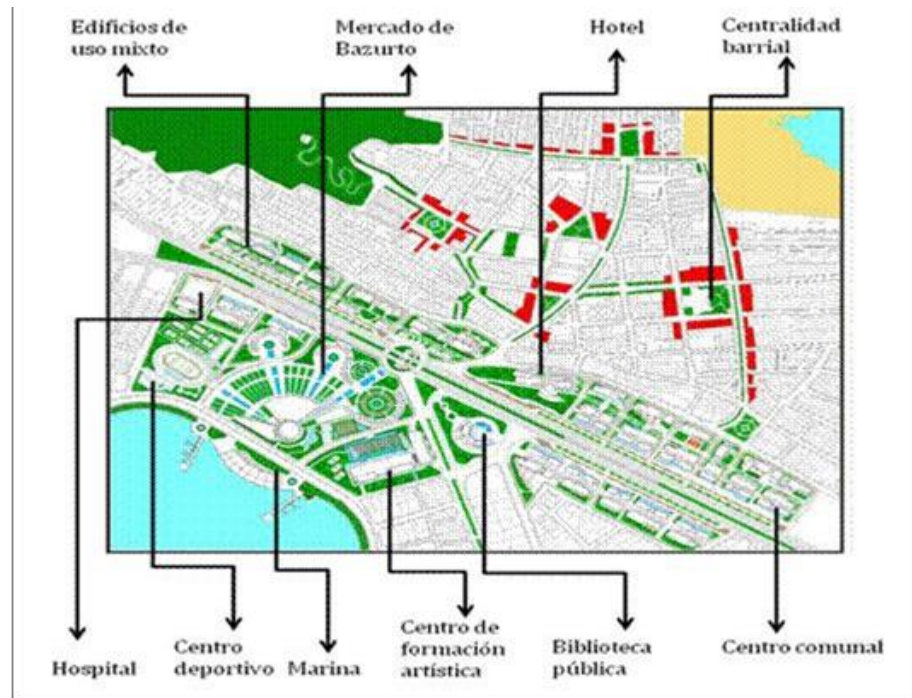 Edificios de
uso mixto
Mercado de
Bazurto
Hotel
Centralidad
barrial
Hospital
Centro
deportivo
Marina
Centro de
formación
artística
Biblioteca
pública
Centro comunal